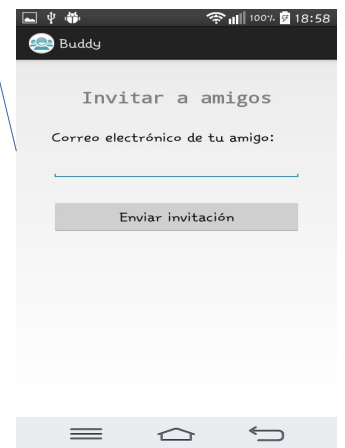 100% 18:58
Buddy
Invitar a amigos
Correo electrónico de tu amigo:
Enviar invitación